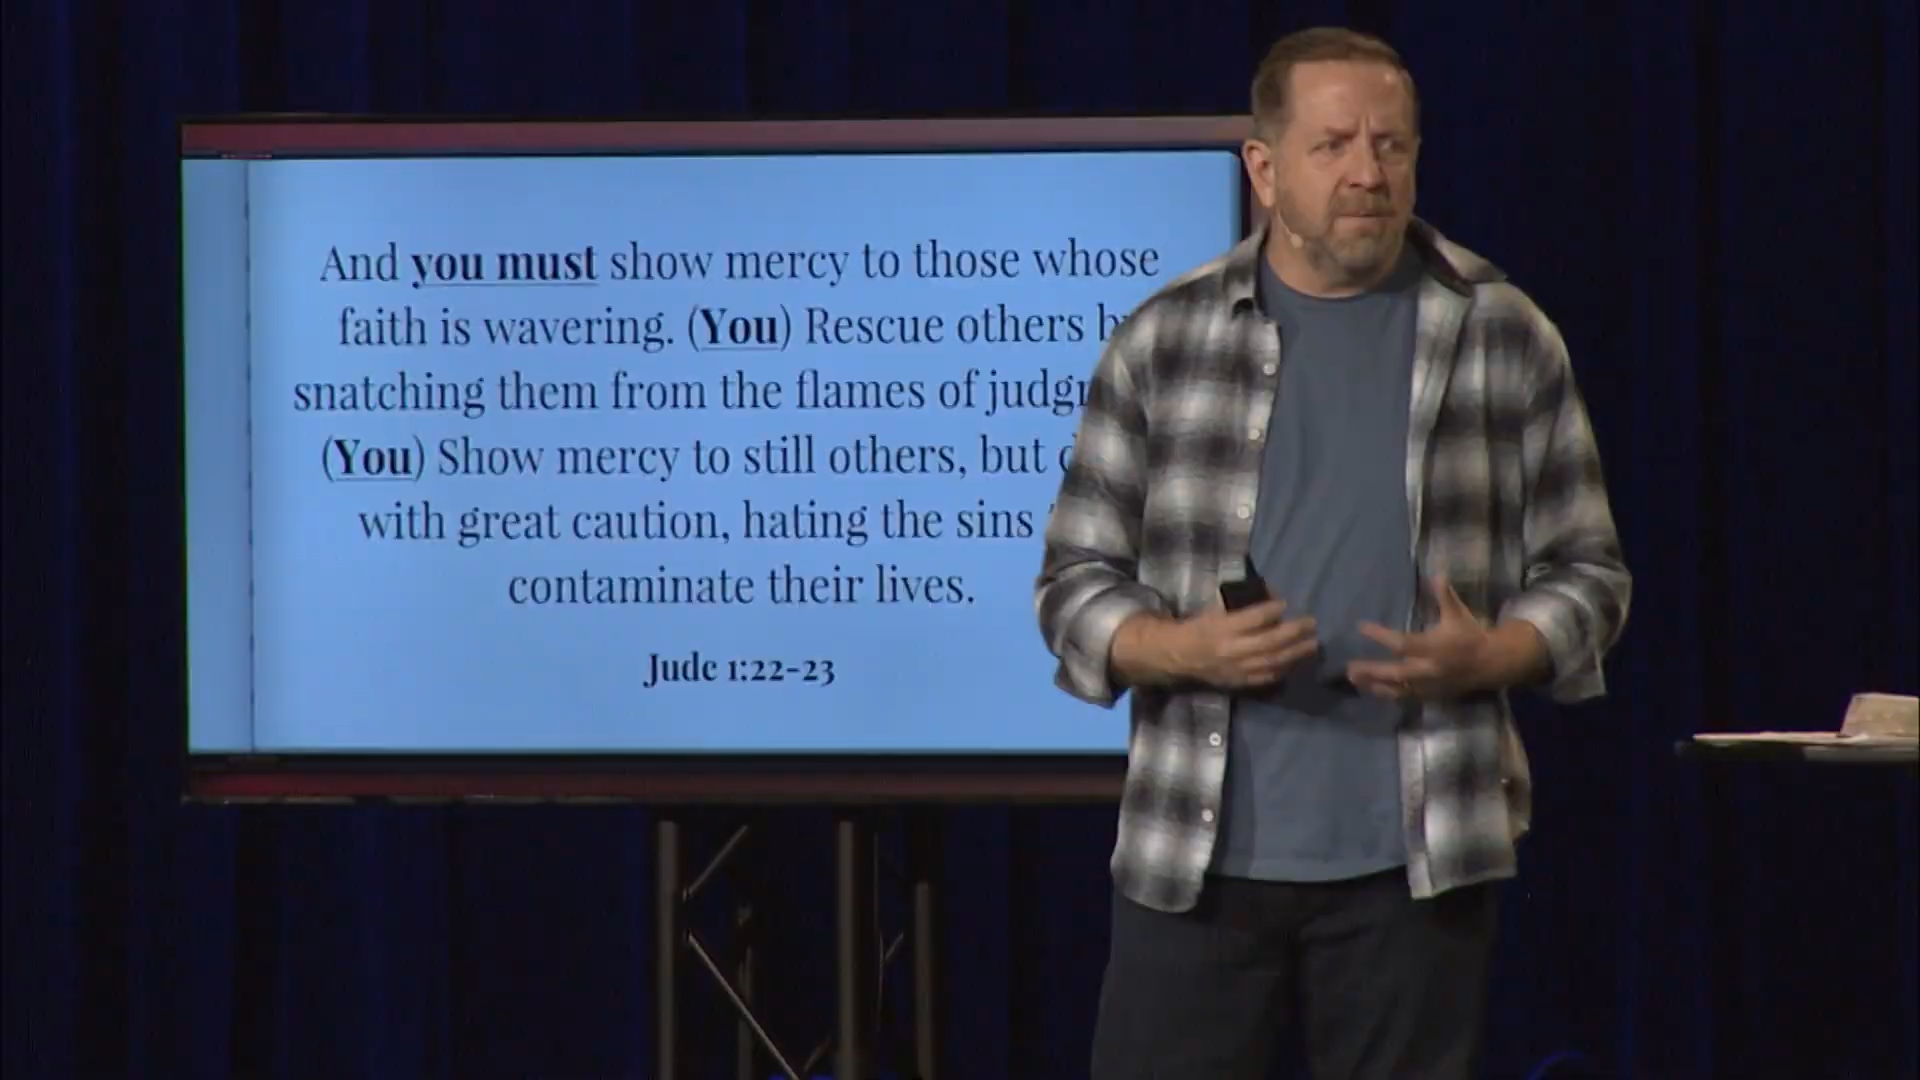 And you must show mercy to those whose
faith is wavering. (You) Rescue others
snatching them from the flames of
(You) Show mercy to still others, but
with great caution, hating the sins
contaminate their lives.
Jude 1:22-23